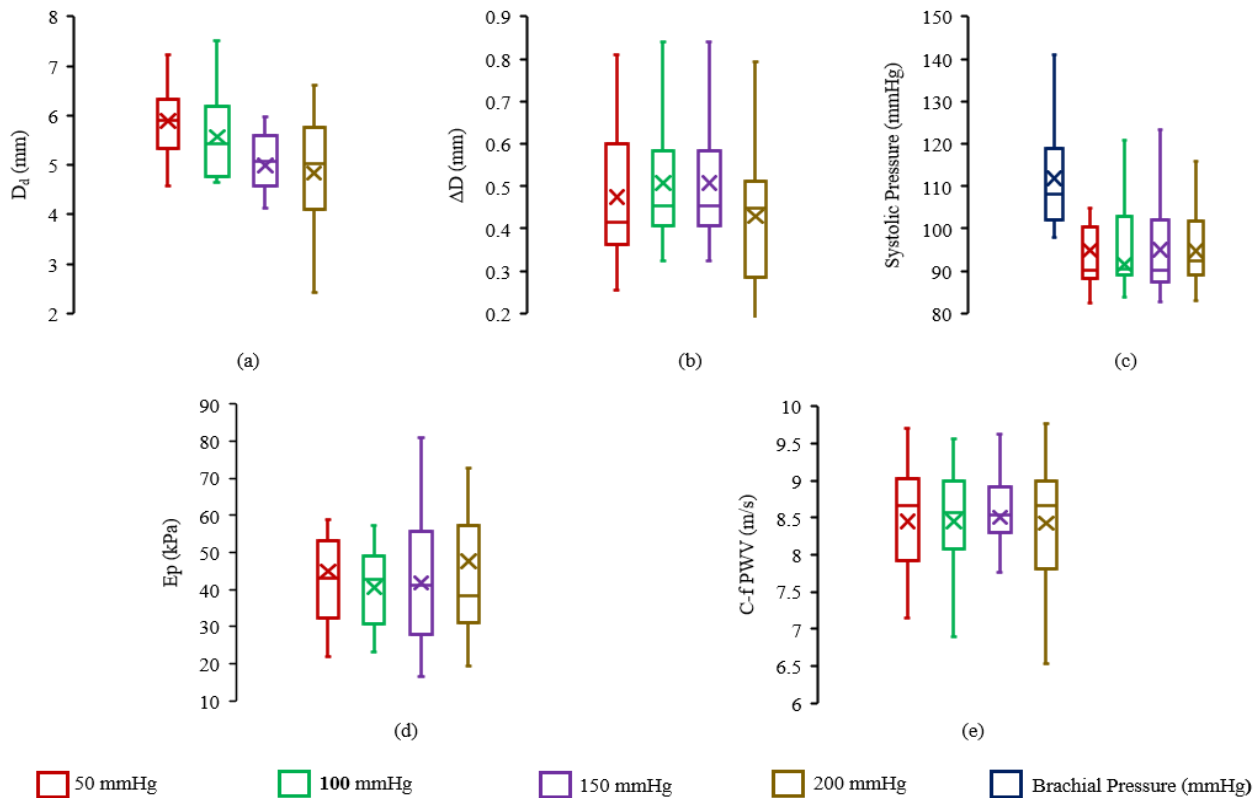 8
7
6
5
4
3
2
D_d (mm)
(a)
0.9
0.8
0.7
0.6
0.5
0.4
0.3
0.2
ΔD (mm)
(b)
150
140
130
120
110
100
90
80
Systolic Pressure (mmHg)
(c)
90
80
70
60
50
40
30
20
10
Ep (kPa)
(d)
10
9.5
9
8.5
8
7.5
7
6.5
6
C-f PWV (m/s)
(e)
50 mmHg
100 mmHg
150 mmHg
200 mmHg
Brachial Pressure (mmHg)